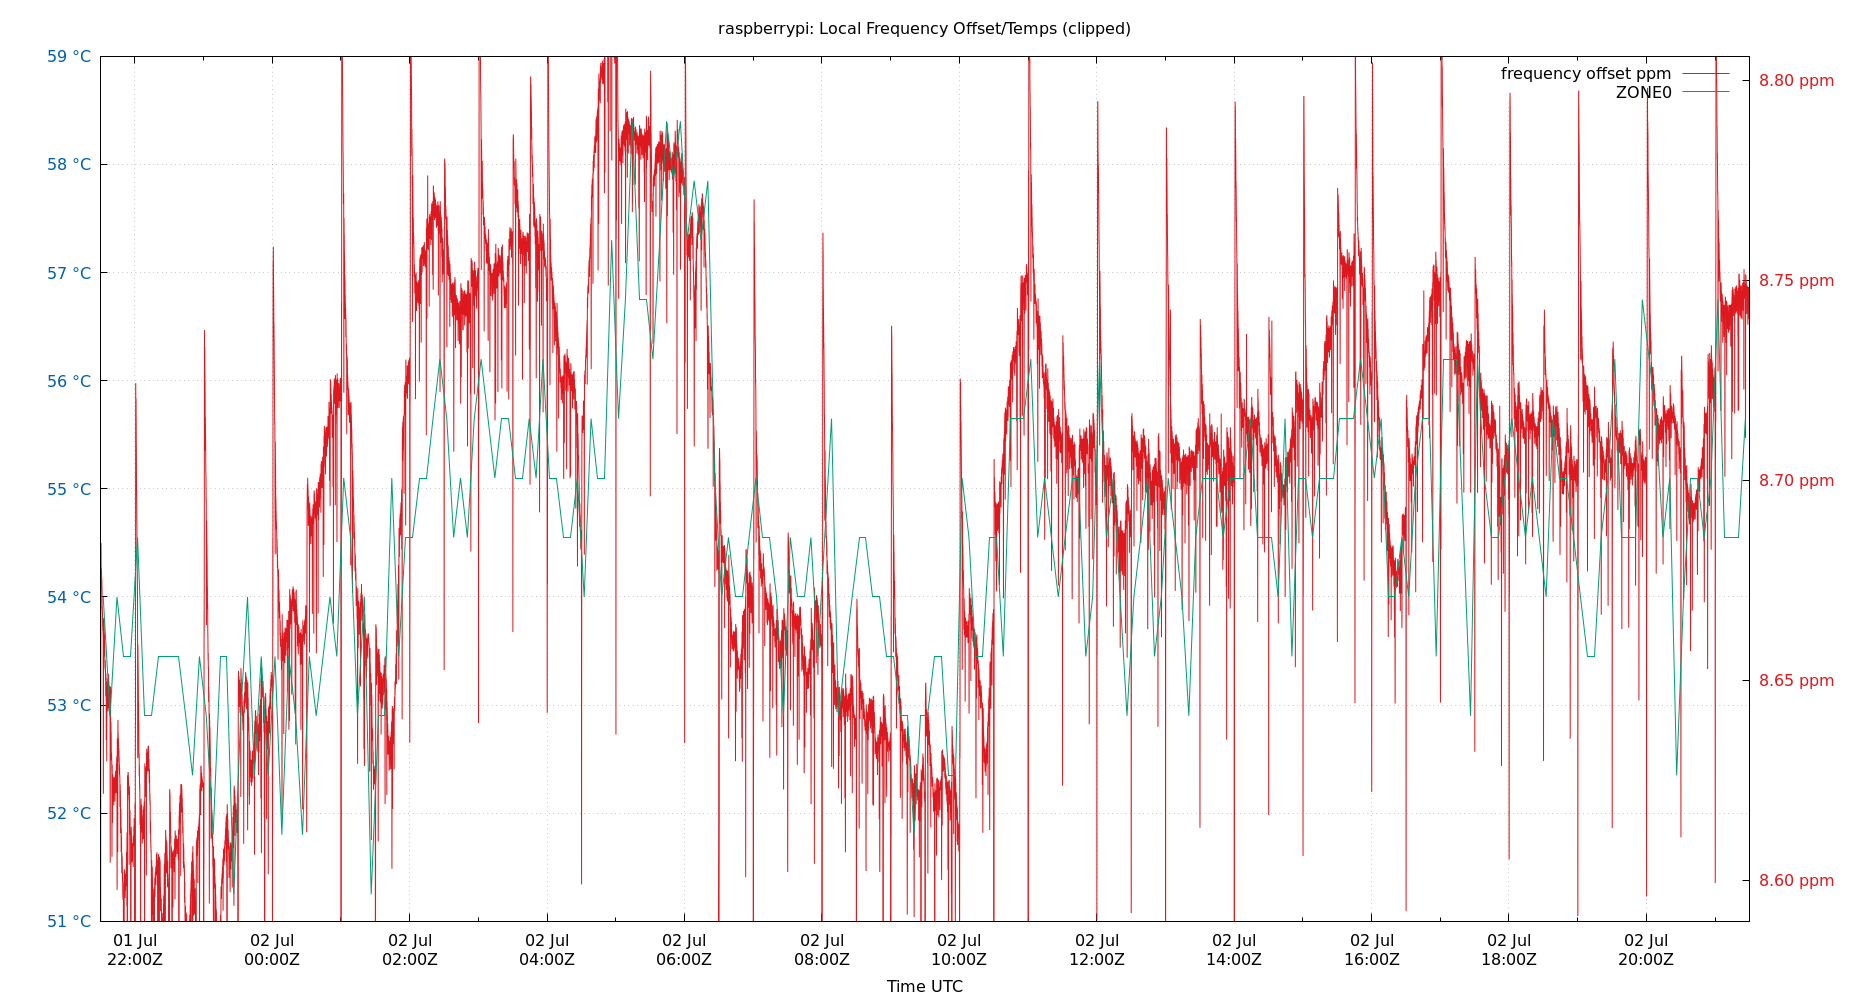 raspberrypi: Local Frequency Offset/Temps (clipped)
frequency offset ppm
ZONE0
59 °C
58 °C
57 °C
56 °C
55 °C
54 °C
53 °C
52 °C
51 °C
8.80 ppm
8.75 ppm
8.70 ppm
8.65 ppm
8.60 ppm
01 Jul 02 Jul 02 Jul 02 Jul 02 Jul 02 Jul 02 Jul 02 Jul 02 Jul 02 Jul 02 Jul 02 Jul
22:00Z 00:00Z 02:00Z 04:00Z 06:00Z 08:00Z 10:00Z 12:00Z 14:00Z 16:00Z 18:00Z 20:00Z
Time UTC